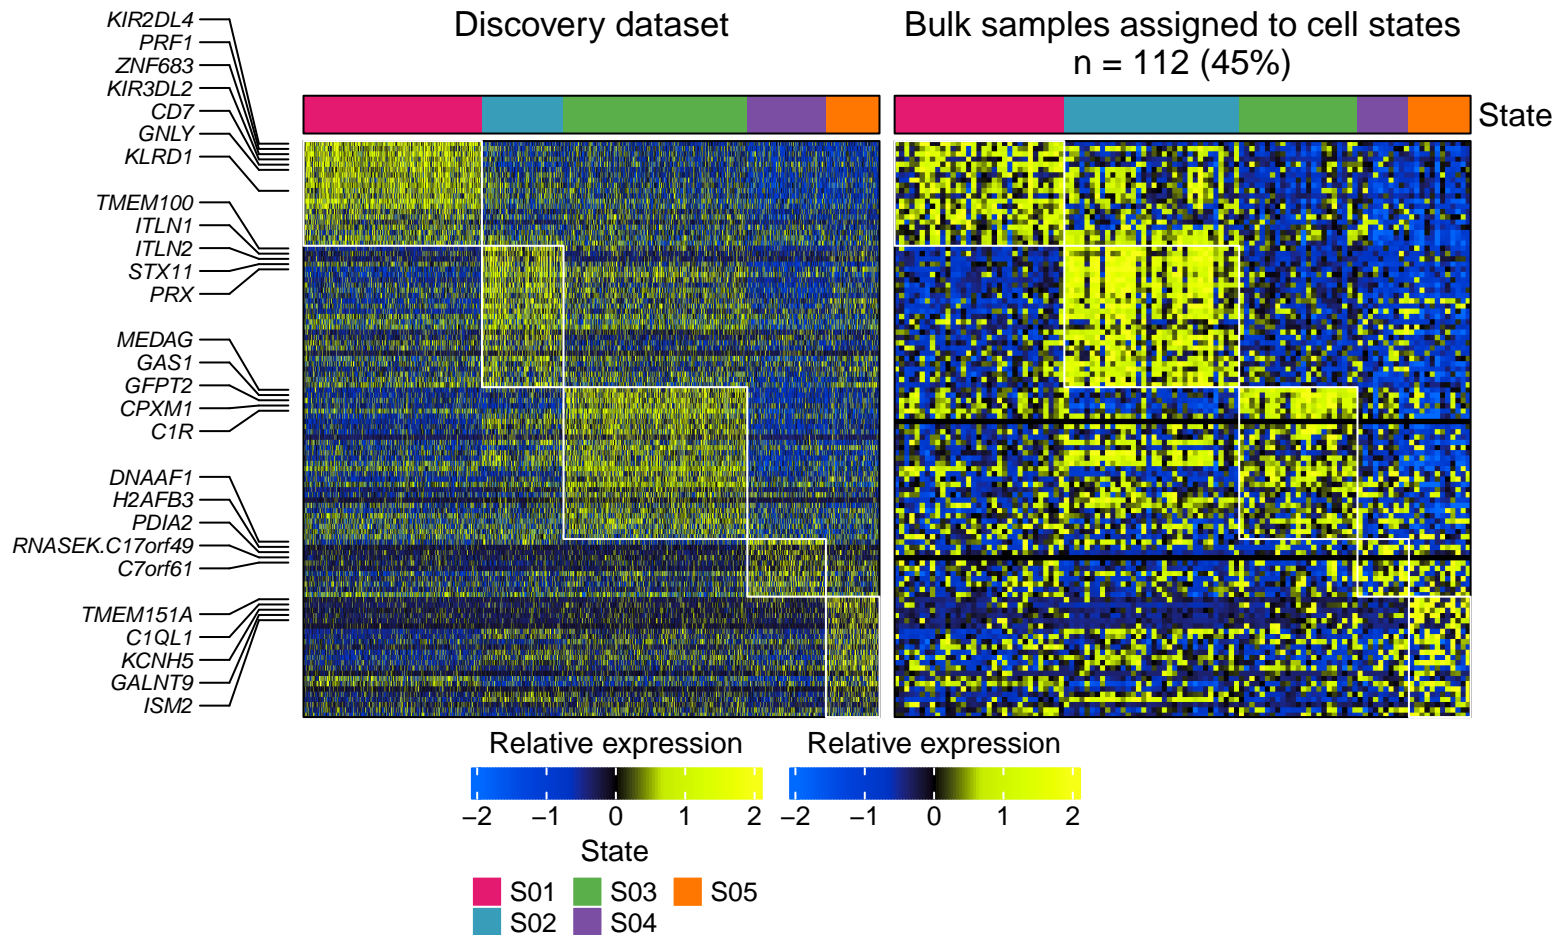 Discovery dataset
Bulk samples assigned to cell states
n = 112 (45%)
State
KIR2DL4
PRF1
ZNF683
KIR3DL2
CD7
GNLY
KLRD1
TMEM100
ITLN1
ITLN2
STX11
PRX
MEDAG
GAS1
GFPT2
CPXM1
C1R
DNAAF1
H2AFB3
PDIA2
RNASEK.C17orf49
C7orf61
TMEM151A
C1QL1
KCNH5
GALNT9
ISM2
Relative expression
−2 −1 0 1 2
Relative expression
−2 −1 0 1 2
State
S01 S03 S05
S02 S04